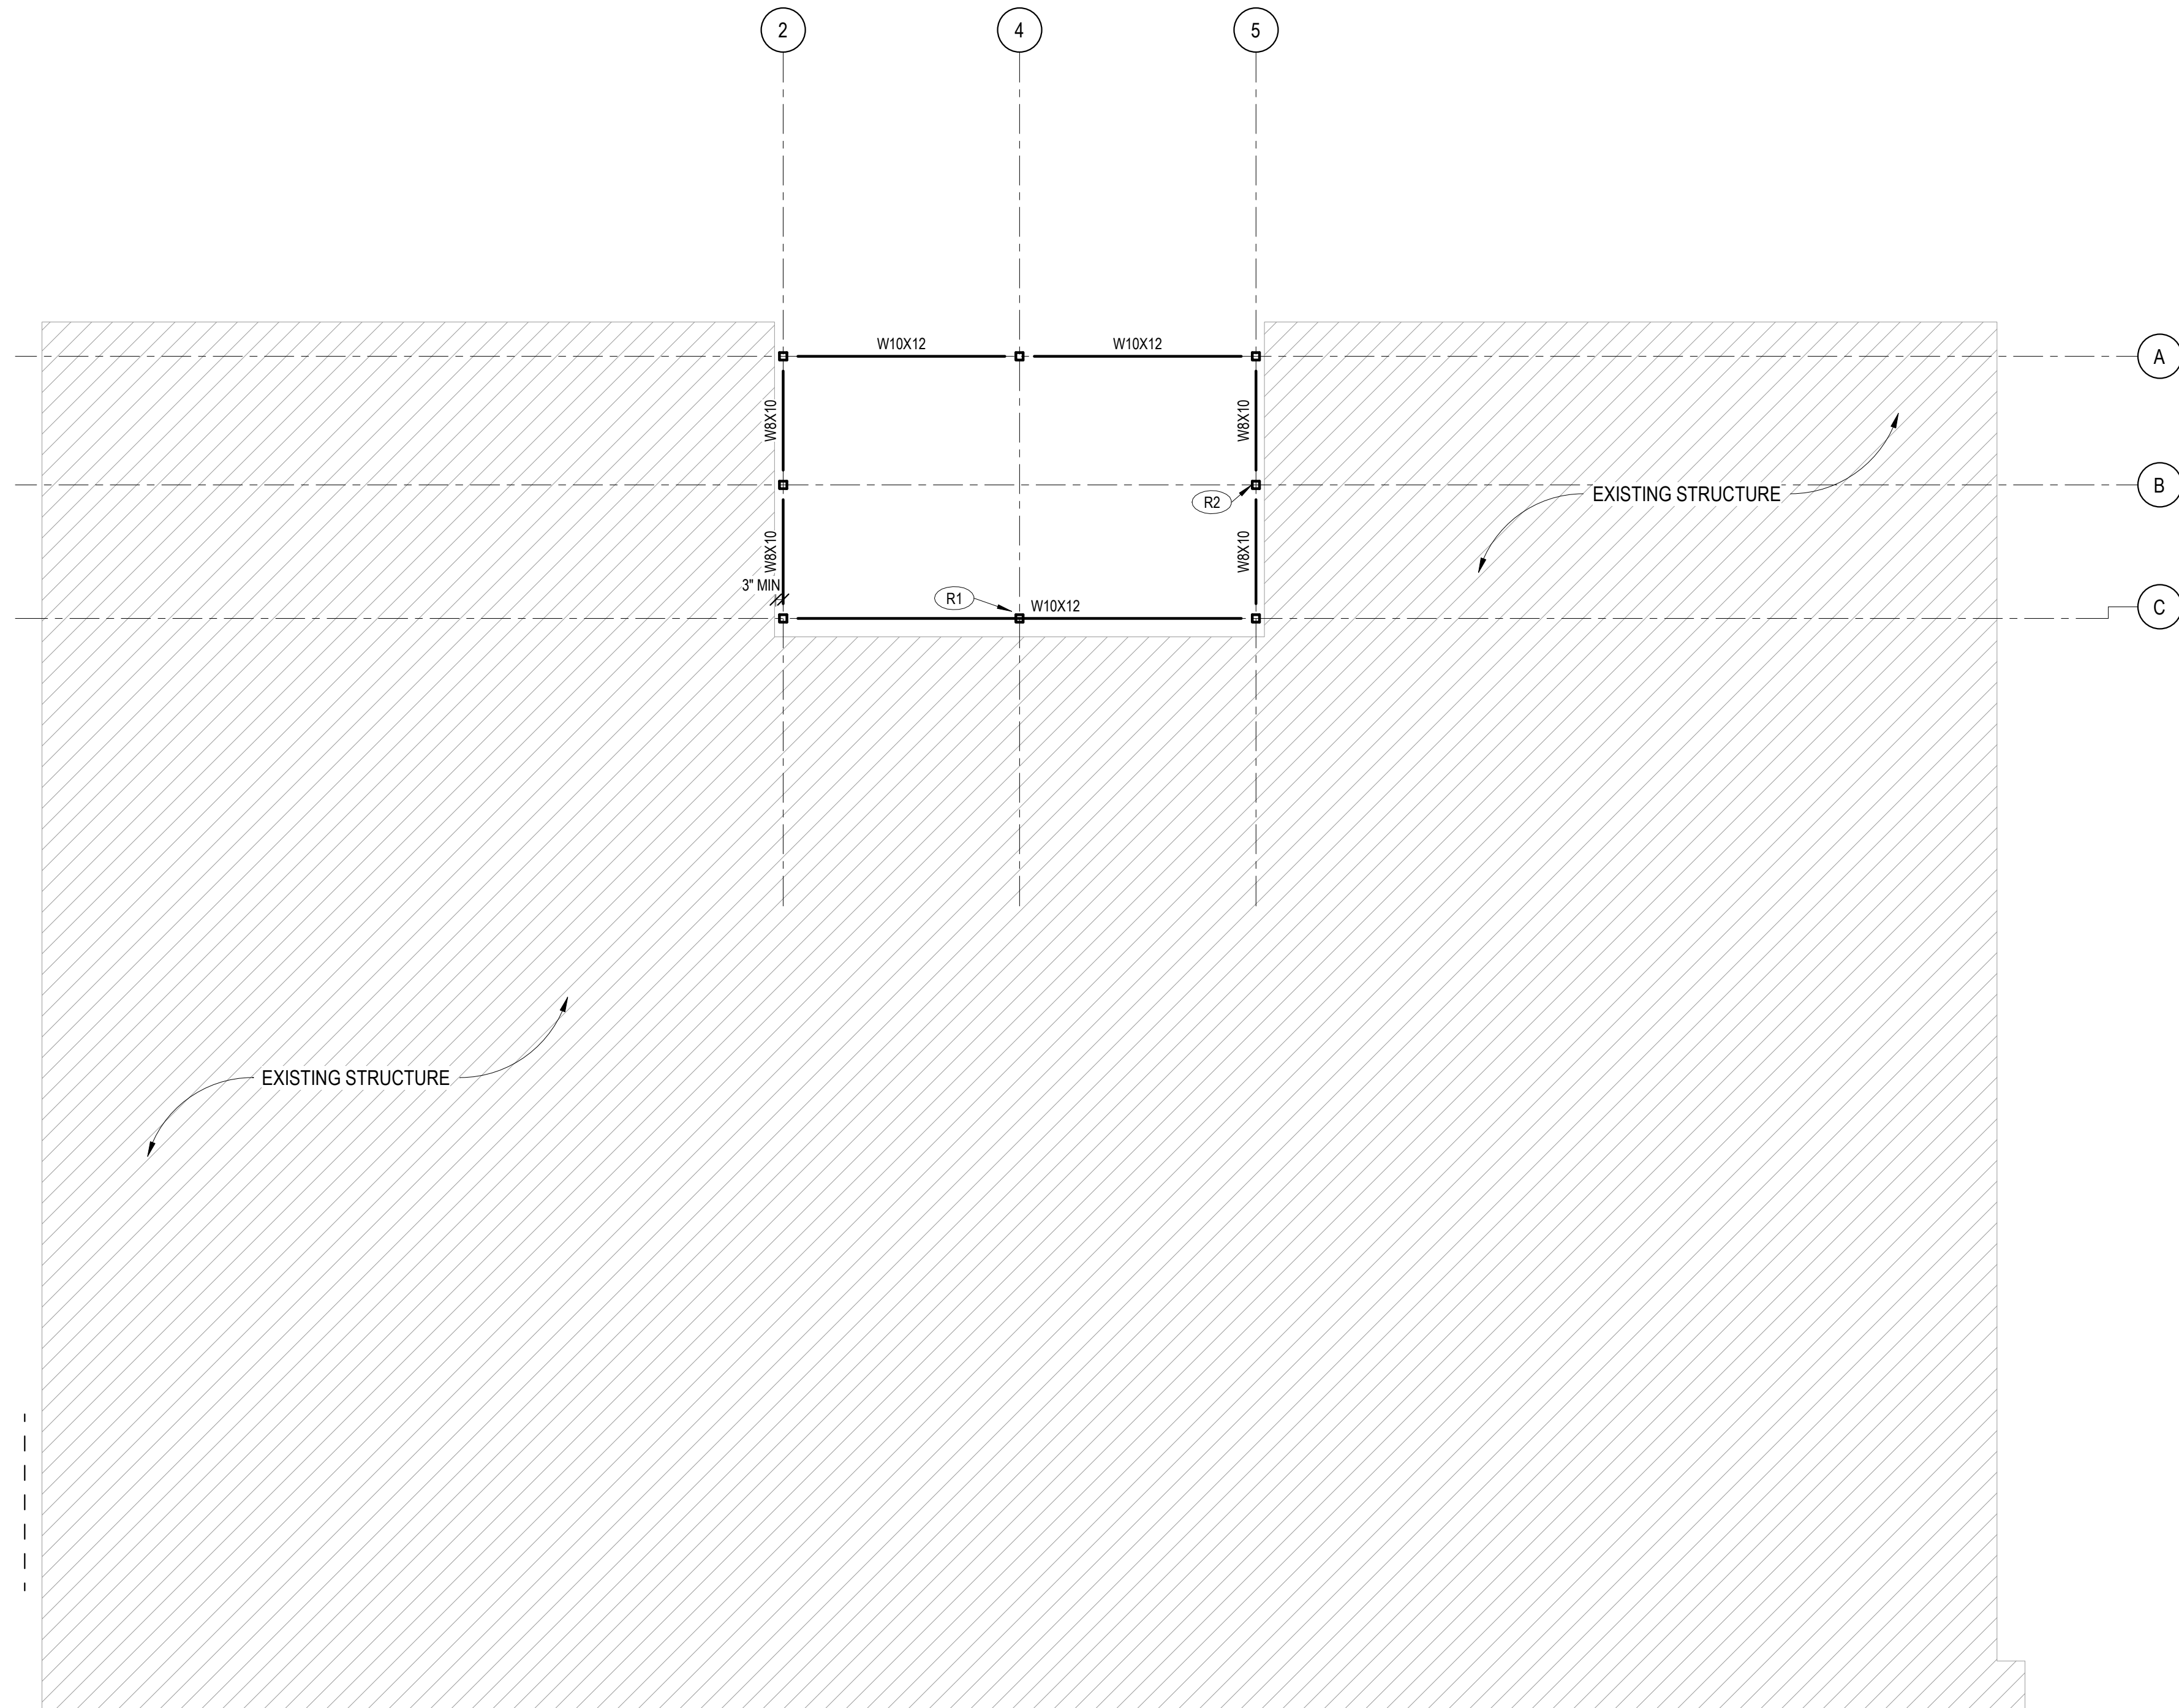 2
4
5
W10X12
W10X12
A
W8X10
W8X10
B
EXISTING STRUCTURE
R2
W8X10
W8X10
3" MIN
R1
W10X12
C
EXISTING STRUCTURE